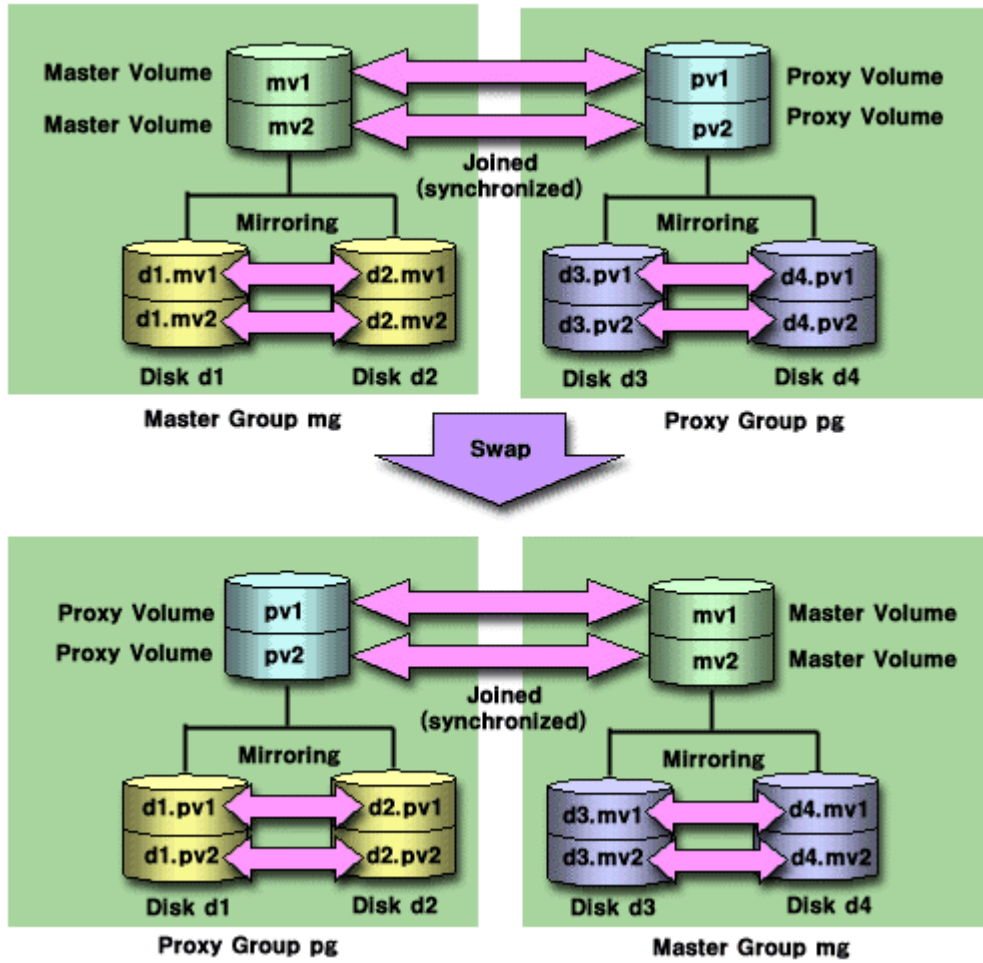 Master Volume
mv1
pv1
Proxy Volume
Master Volume
mv2
pv2
Proxy Volume
Joined
(synchronized)
Mirroring
Mirroring
d1.mv1
d2.mv1
d3.pv1
d4.pv1
d1.mv2
d2.mv2
d3.pv2
d4.pv2
Disk d1
Disk d2
Disk d3
Disk d4
Master Group mg
Proxy Group pg
Swap
Proxy Volume
pv1
mv1
Master Volume
Proxy Volume
pv2
mv2
Master Volume
Joined
(synchronized)
Mirroring
Mirroring
d1.pv1
d2.pv1
d3.mv1
d4.mv1
d1.pv2
d2.pv2
d3.mv2
d4.mv2
Disk d1
Disk d2
Disk d3
Disk d4
Proxy Group pg
Master Group mg